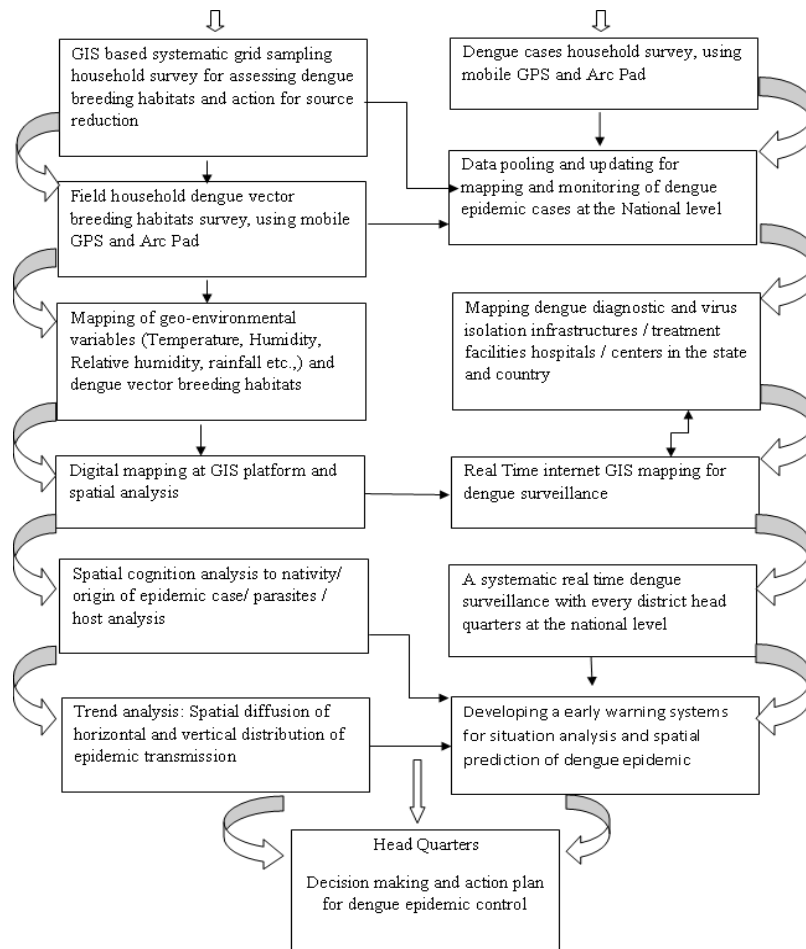 GIS based systematic grid sampling
household survey for assessing dengue
breeding habitats and action for source
reduction
Field household dengue vector
breeding habitats survey, using mobile
GPS and Arc Pad
Mapping of geo-environmental
variables (Temperature, Humidity,
Relative humidity, rainfall etc.,) and
dengue vector breeding habitats
Digital mapping at GIS platform and
spatial analysis
Spatial cognition analysis to nativity/
origin of epidemic case/ parasites /
host analysis
Trend analysis: Spatial diffusion of
horizontal and vertical distribution of
epidemic transmission
Dengue cases household survey, using
mobile GPS and Arc Pad
Data pooling and updating for
mapping and monitoring of dengue
epidemic cases at the National level
Mapping dengue diagnostic and virus
isolation infrastructures / treatment
facilities hospitals / centers in the state
and country
Real Time internet GIS mapping for
dengue surveillance
A systematic real time dengue
surveillance with every district head
quarters at the national level
Developing a early warning systems
for situation analysis and spatial
prediction of dengue epidemic
Head Quarters
Decision making and action plan
for dengue epidemic control